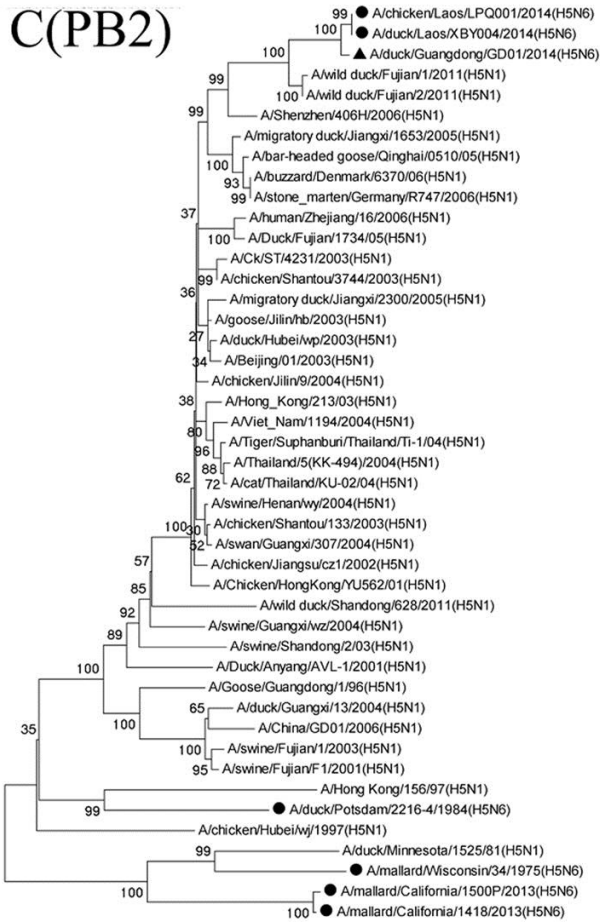 C(PB2)
99
A/chicken/Laos/LPQ001/2014(H5N6)
100
A/duck/Laos/XBY004/2014(H5N6)
100
A/duck/Guangdong/GD01/2014(H5N6)
99
A/wild duck/Fujian/1/2011(H5N1)
100
A/wild duck/Fujian/2/2011(H5N1)
99
A/Shenzhen/406H/2006(H5N1)
A/migratory duck/Jiangxi/1653/2005(H5N1)
100
A/bar-headed goose/Qinghai/0510/05(H5N1)
93
A/buzzard/Denmark/6370/06(H5N1)
99
A/stone_marten/Germany/R747/2006(H5N1)
37
A/human/Zhejiang/16/2006(H5N1)
100
A/Duck/Fujian/1734/05(H5N1)
A/Ck/ST/4231/2003(H5N1)
99
A/chicken/Shantou/3744/2003(H5N1)
36
A/migratory duck/Jiangxi/2300/2005(H5N1)
A/goose/Jilin/hb/2003(H5N1)
27
A/duck/Hubei/wp/2003(H5N1)
34
A/Beijing/01/2003(H5N1)
A/chicken/Jilin/9/2004(H5N1)
38
A/Hong_Kong/213/03(H5N1)
A/Viet_Nam/1194/2004(H5N1)
80
A/Tiger/Suphanburi/Thailand/Ti-1/04(H5N1)
96
A/Thailand/5(KK-494)/2004(H5N1)
88
A/cat/Thailand/KU-02/04(H5N1)
72
62
A/swine/Henan/wy/2004(H5N1)
A/chicken/Shantou/133/2003(H5N1)
100
30
A/swan/Guangxi/307/2004(H5N1)
52
A/chicken/Jiangsu/cz1/2002(H5N1)
57
A/Chicken/HongKong/YU562/01(H5N1)
85
A/wild duck/Shandong/628/2011(H5N1)
92
A/swine/Guangxi/wz/2004(H5N1)
89
A/swine/Shandong/2/03(H5N1)
100
A/Duck/Anyang/AVL-1/2001(H5N1)
A/Goose/Guangdong/1/96(H5N1)
65
A/duck/Guangxi/13/2004(H5N1)
100
35
A/China/GD01/2006(H5N1)
100
A/swine/Fujian/1/2003(H5N1)
95
A/swine/Fujian/F1/2001(H5N1)
A/Hong Kong/156/97(H5N1)
99
A/duck/Potsdam/2216-4/1984(H5N6)
A/chicken/Hubei/wj/1997(H5N1)
99
A/duck/Minnesota/1525/81(H5N1)
A/mallard/Wisconsin/34/1975(H5N6)
100
A/mallard/California/1500P/2013(H5N6)
100
A/mallard/California/1418/2013(H5N6)